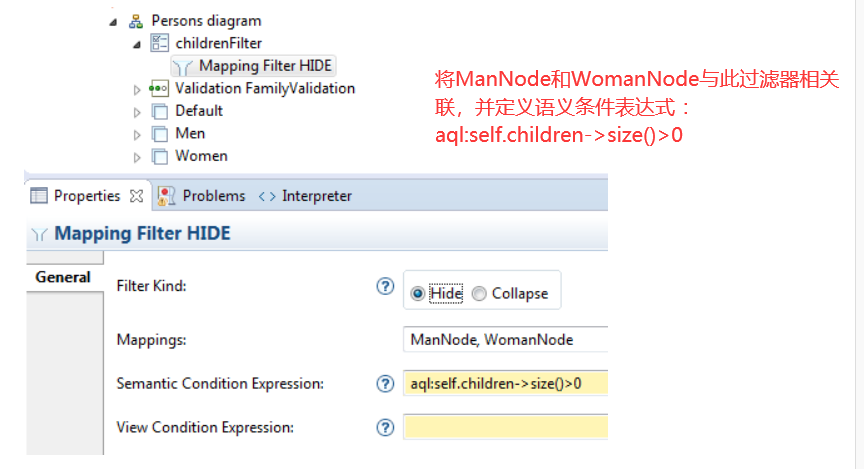 Persons diagram
childrenFilter
Mapping Filter HIDE
Validation FamilyValidation
Default
Men
Women
将ManNode和WomanNode与此过滤器相关
联，并定义语义条件表达式：
aql:self.children->size()>0
Properties Problems Interpreter
Mapping Filter HIDE
General
Filter Kind: Hide Collapse
Mappings: ManNode, WomanNode
Semantic Condition Expression: aql:self.children->size()>0
View Condition Expression: